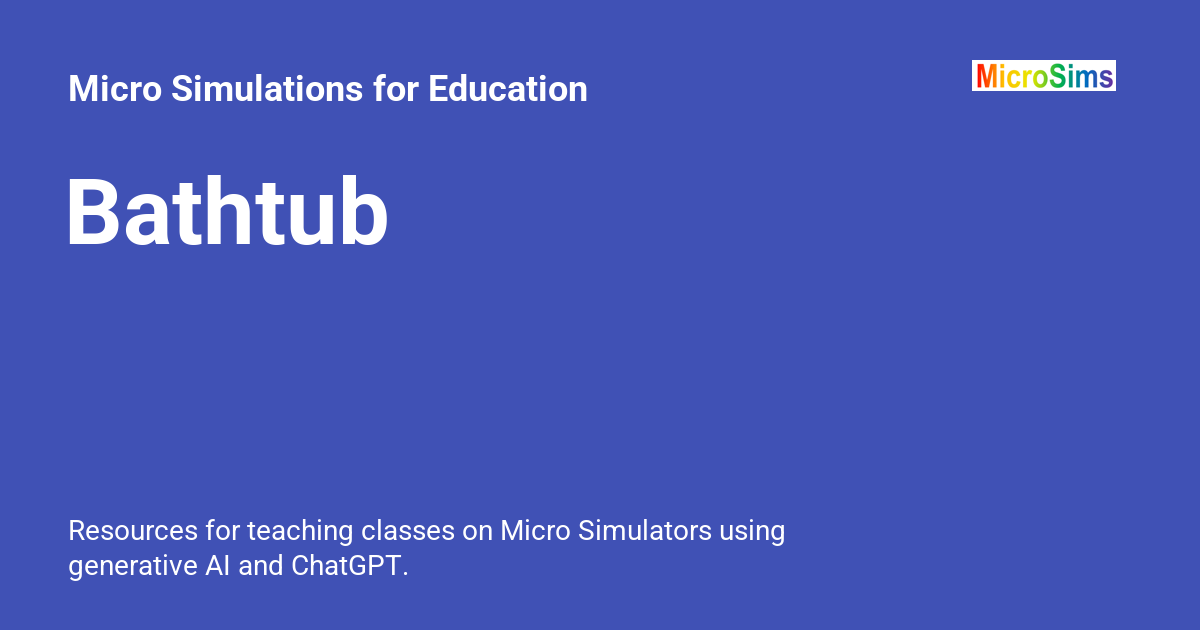 Micro Simulations for Education
MicroSims
Bathtub
Resources for teaching classes on Micro Simulators using
generative AI and ChatGPT.